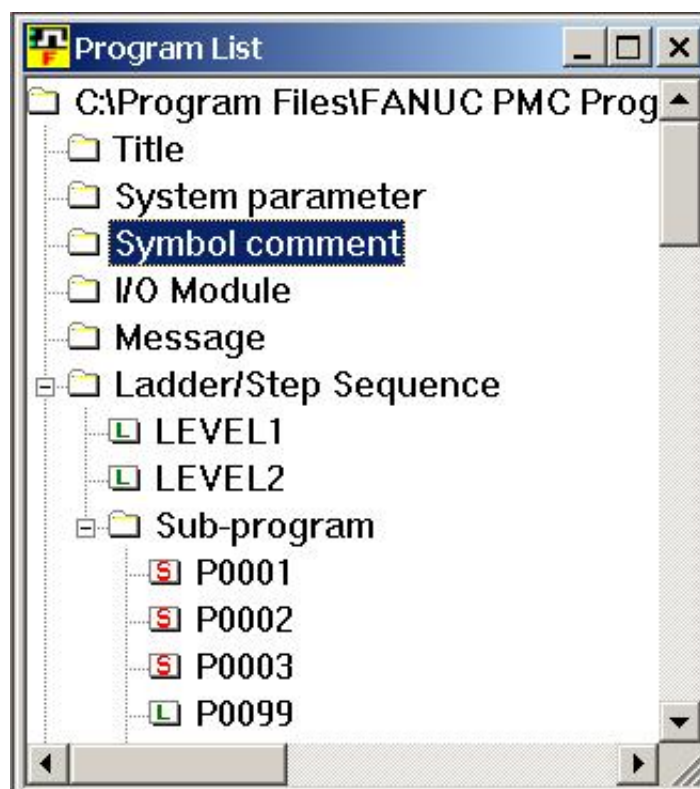 Program List
C:\Program Files\FANUC PMC Prog
Title
System parameter
Symbol comment
I/O Module
Message
Ladder/Step Sequence
L LEVEL1
L LEVEL2
Sub-program
S P0001
S P0002
S P0003
L P0099